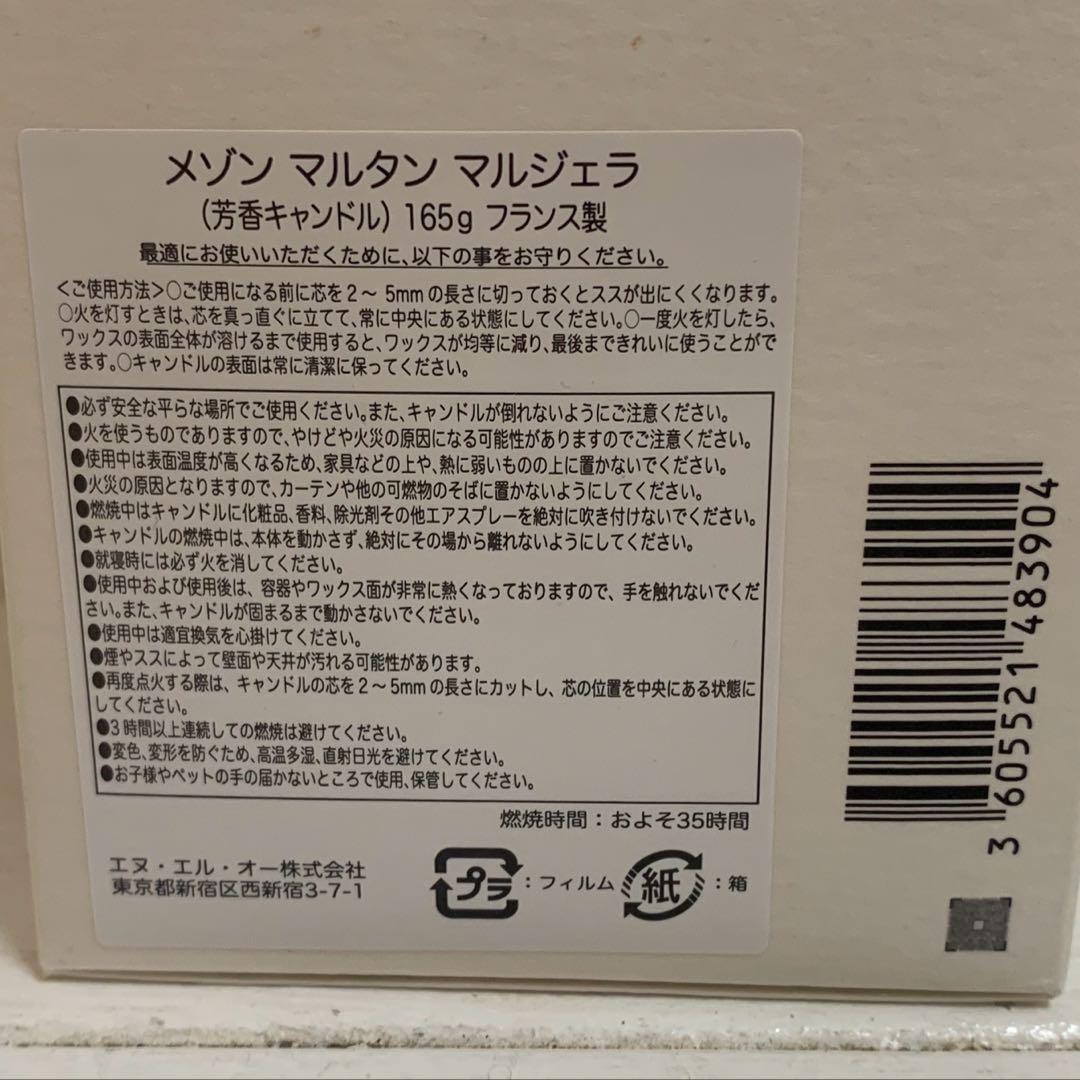 メゾン マルタン マルジェラ
(芳香キャンドル) 165g フランス製
最適にお使いいただくために、以下の事をお守りください。
<ご使用方法>○ご使用になる前に芯を2～5mmの長さに切っておくとススが出にくくなります。
○火を灯すときは、芯を真っ直ぐに立てて、常に中央にある状態にしてください。○一度火を灯したら、
ワックスの表面全体が溶けるまで使用すると、ワックスが均等に減り、最後まできれいに使うことがで
きます。○キャンドルの表面は常に清潔に保ってください。
●必ず安全な平らな場所でご使用ください。また、キャンドルが倒れないようにご注意ください。
●火を使うものでありますので、やけどや火災の原因になる可能性がありますのでご注意ください。
●使用中は表面温度が高くなるため、家具などの上や、熱に弱いものの上に置かないでください。
●火災の原因となりますので、カーテンや他の可燃物のそばに置かないようにしてください。
●燃焼中はキャンドルに化粧品、香料、除光剤その他エアスプレーを絶対に吹き付けないでください。
●キャンドルの燃焼中は、本体を動かさず、絶対にその場から離れないようにしてください。
●就寝時には必ず火を消してください。
●使用中および使用後は、容器やワックス面が非常に熱くなっておりますので、手を触れないでくだ
さい。また、キャンドルが固まるまで動かさないでください。
●使用中は適宜換気を心掛けてください。
●煙やススによって壁面や天井が汚れる可能性があります。
●再度点火する際は、キャンドルの芯を2～5mmの長さにカットし、芯の位置を中央にある状態に
してください。
●3時間以上連続しての燃焼は避けてください。
●変色、変形を防ぐため、高温多湿、直射日光を避けてください。
●お子様やペットの手の届かないところで使用、保管してください。
燃焼時間：およそ35時間
エヌ・エル・オー株式会社
東京都新宿区西新宿3-7-1
プラ：フィルム 紙：箱
3 605521 483904